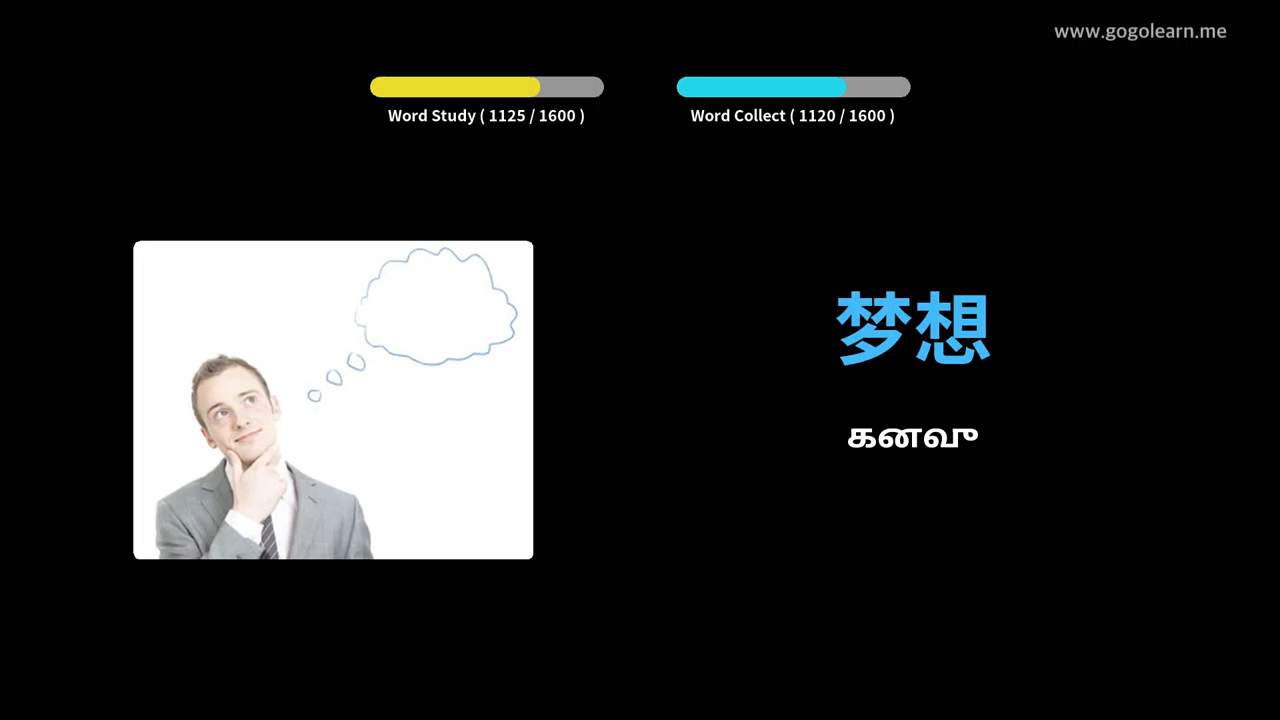 www.gogolearn.me
Word Study ( 1125 / 1600 )
Word Collect ( 1120 / 1600 )
梦想
கனவு